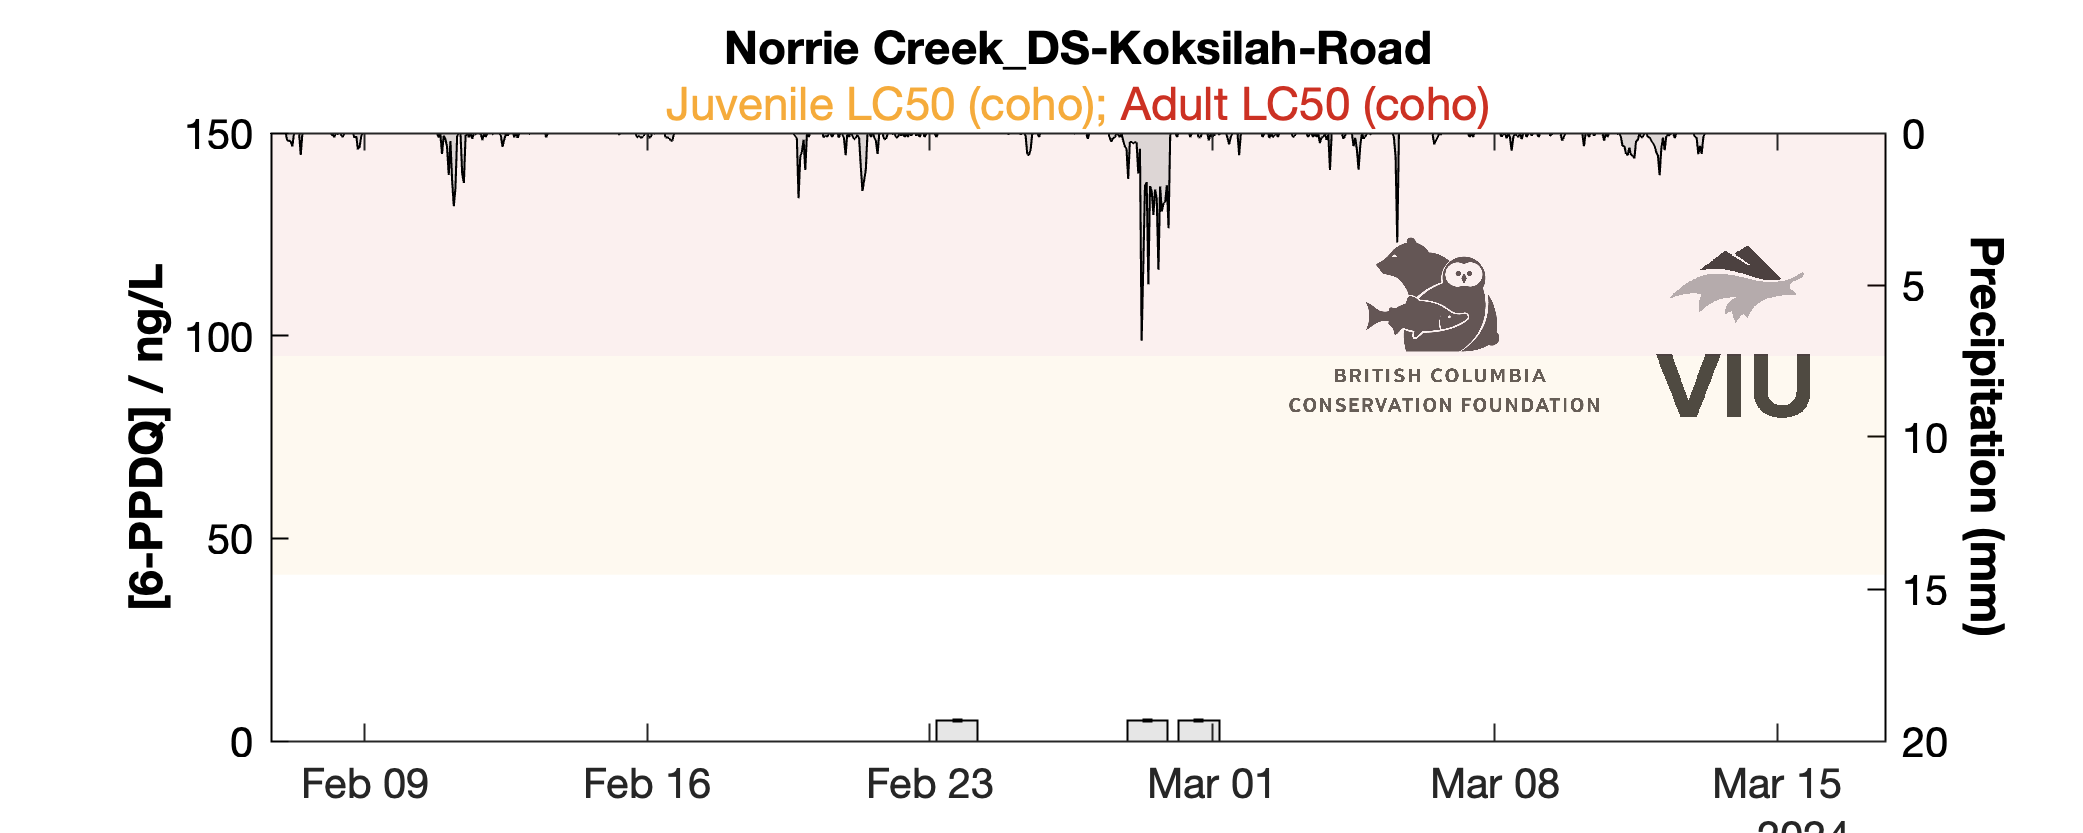 Norrie Creek_DS-Koksilah-Road
Juvenile LC50 (coho); Adult LC50 (coho)
150
100
50
0
[6-PPDQ] / ng/L
0
5
10
15
20
Precipitation (mm)
BRITISH COLUMBIA
CONSERVATION FOUNDATION
VIU
Feb 09
Feb 16
Feb 23
Mar 01
Mar 08
Mar 15
2024